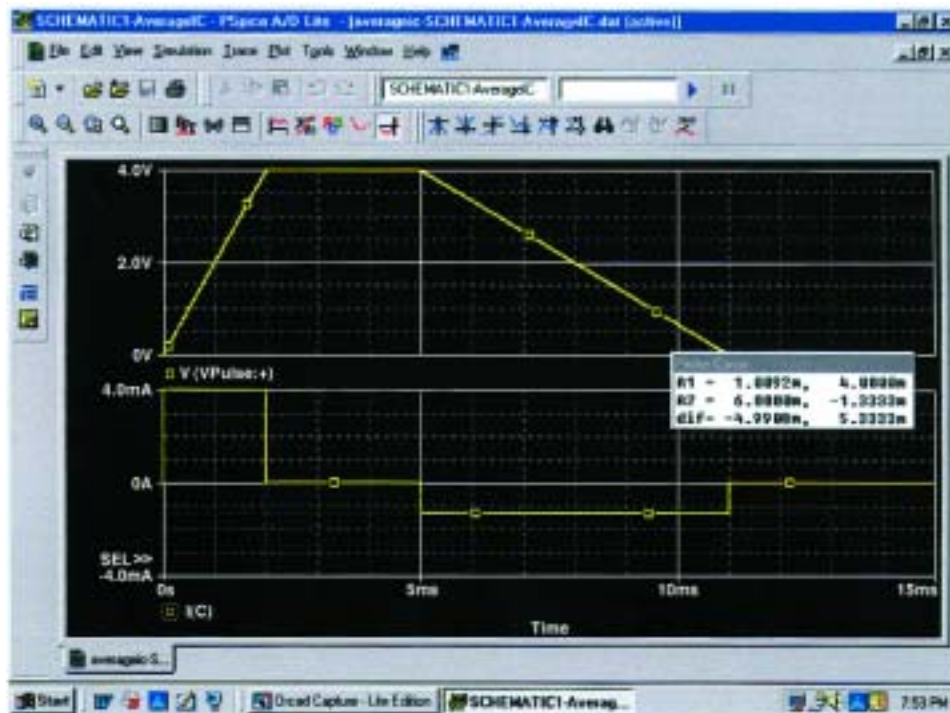 SCHEMATIC1-AverageIC - PSpice A/D Lite - [averageic-SCHEMATIC1-AverageIC.dat (active)]
File Edit View Simulation Trace Plot Tools Window Help
SCHEMATIC1-AverageIC
4.0V
2.0V
0V
V (VPulse:+)
4.0mA
0A
SEL>>
-4.0mA
0s 5ms 10ms 15ms
I(C)
Time
A1 = 1.0092m, 4.0000m
A2 = 6.0000m, -1.3333m
dif= -4.9908m, 5.3333m
averageic-S...
Start Orcad Capture - Lite Edition SCHEMATIC1-Averag... 7:53 PM